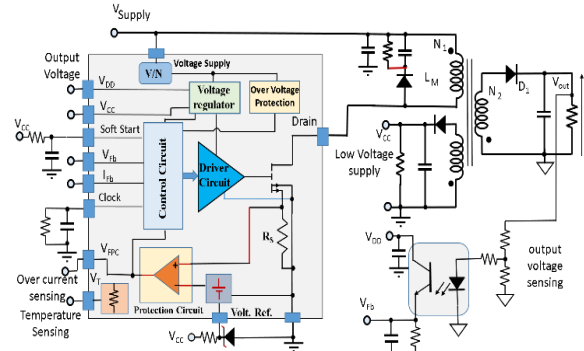 VSupply
Output
Voltage
V/N
Voltage Supply
VDD
Voltage
regulator
Over Voltage
Protection
VCC
VCC
Soft Start
Drain
VFb
IFb
Control Circuit
Driver
Circuit
Clock
RS
VFPC
Over current
sensing
VT
Temperature
Sensing
Protection Circuit
Volt. Ref.
VCC
N1
LM
N2
D1
Vout
VCC
Low Voltage
supply
VDD
output
voltage sensing
VFb